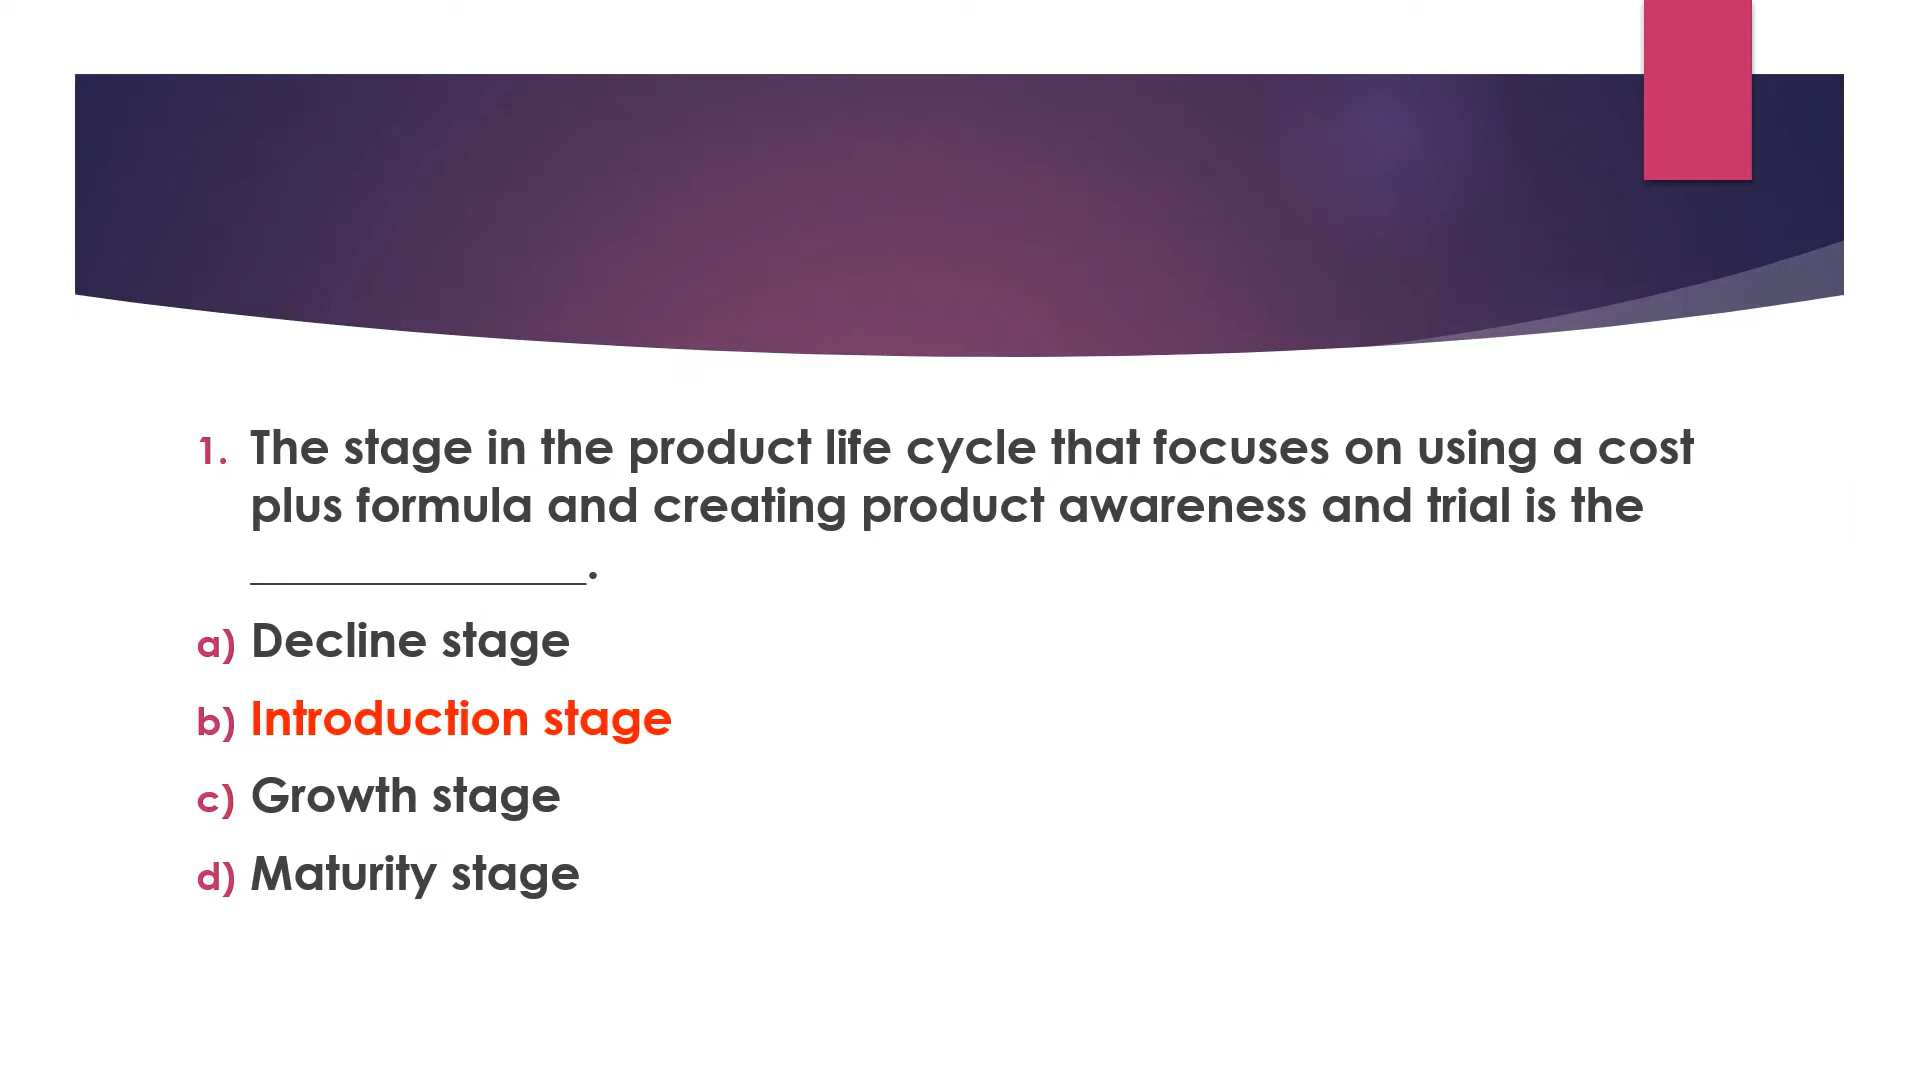 1. The stage in the product life cycle that focuses on using a cost
plus formula and creating product awareness and trial is the
______________.
a) Decline stage
b) Introduction stage
c) Growth stage
d) Maturity stage